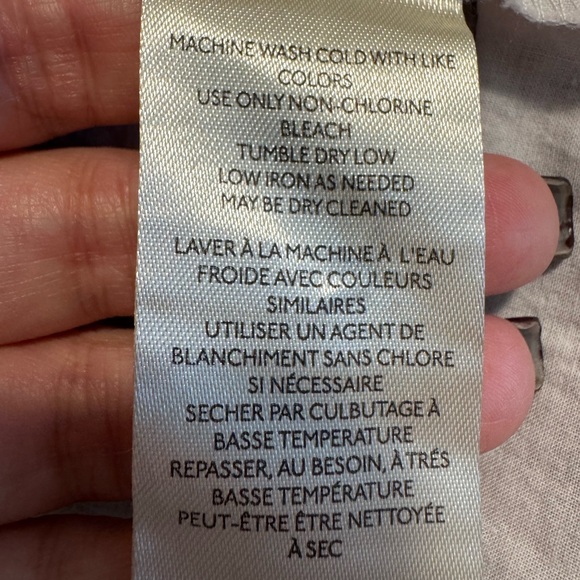 MACHINE WASH COLD WITH LIKE
COLORS
USE ONLY NON-CHLORINE
BLEACH
TUMBLE DRY LOW
LOW IRON AS NEEDED
MAY BE DRY CLEANED
LAVER À LA MACHINE À L'EAU
FROIDE AVEC COULEURS
SIMILAIRES
UTILISER UN AGENT DE
BLANCHIMENT SANS CHLORE
SI NÉCESSAIRE
SECHER PAR CULBUTAGE À
BASSE TEMPERATURE
REPASSER, AU BESOIN, À TRÉS
BASSE TEMPÉRATURE
PEUT-ÊTRE ÊTRE NETTOYÉE
À SEC